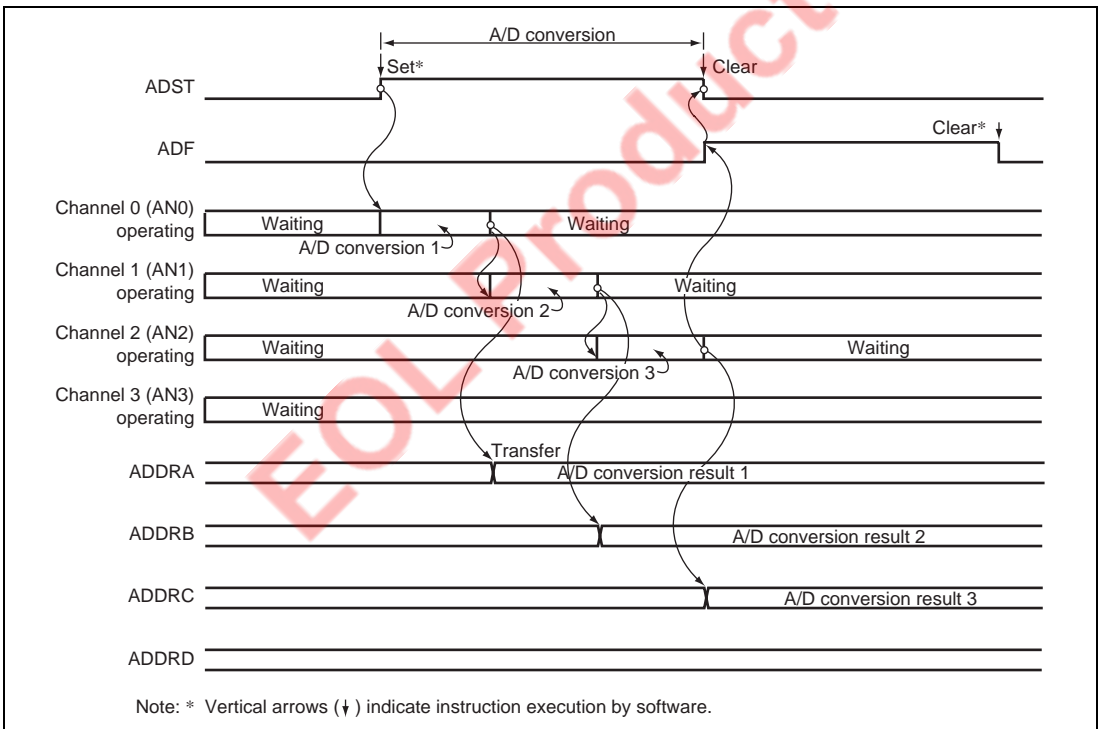 A/D conversion
Set*
Clear
ADST
Clear*
ADF
Channel 0 (AN0)
operating
Waiting
Waiting
A/D conversion 1
Channel 1 (AN1)
operating
Waiting
Waiting
A/D conversion 2
Channel 2 (AN2)
operating
Waiting
Waiting
A/D conversion 3
Channel 3 (AN3)
operating
Waiting
Transfer
ADDRA
A/D conversion result 1
ADDRB
A/D conversion result 2
ADDRC
A/D conversion result 3
ADDRD
Note: * Vertical arrows (↓) indicate instruction execution by software.
EOL Product